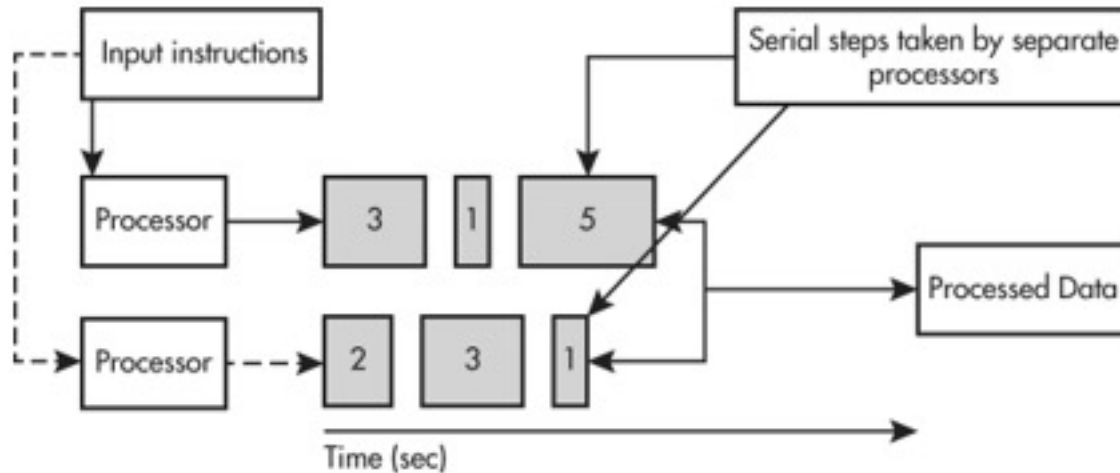 Input instructions
Serial steps taken by separate
processors
Processor
3
1
5
Processed Data
Processor
2
3
1
Time (sec)